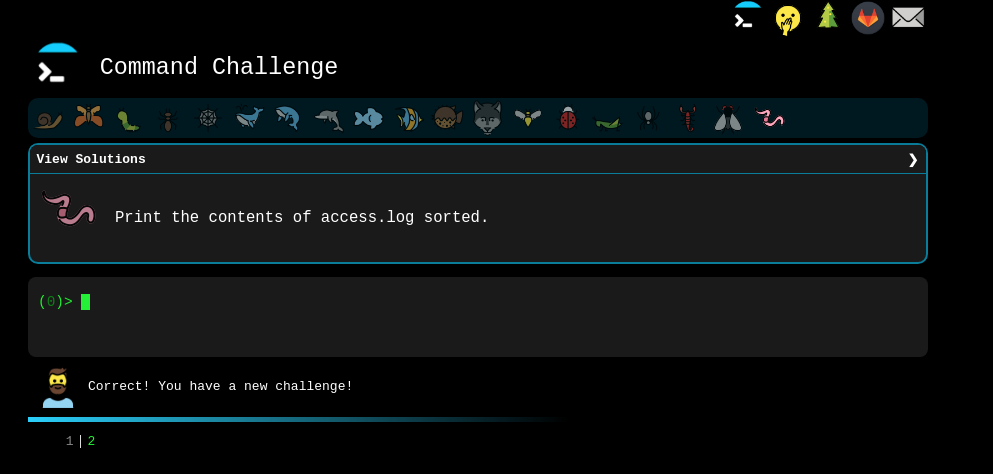 Command Challenge
View Solutions ❯
Print the contents of access.log sorted.
(0)>
Correct! You have a new challenge!
1 | 2